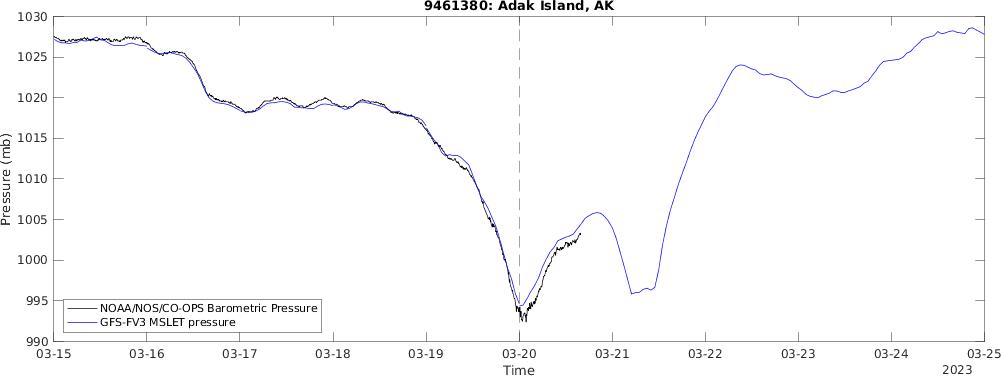 9461380: Adak Island, AK
Pressure (mb)
1030
1025
1020
1015
1010
1005
1000
995
990
NOAA/NOS/CO-OPS Barometric Pressure
GFS-FV3 MSLET pressure
03-15 03-16 03-17 03-18 03-19 03-20 03-21 03-22 03-23 03-24 03-25
Time
2023